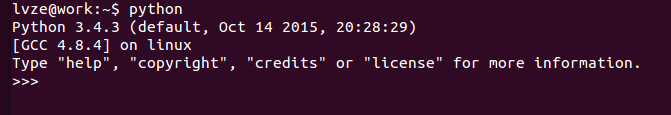 lvze@work:~$ python
Python 3.4.3 (default, Oct 14 2015, 20:28:29)
[GCC 4.8.4] on linux
Type "help", "copyright", "credits" or "license" for more information.
>>>